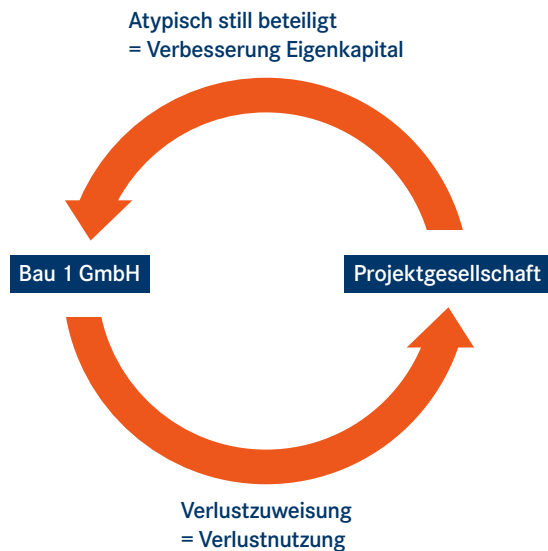 Atypisch still beteiligt
= Verbesserung Eigenkapital
Bau 1 GmbH
Projektgesellschaft
Verlustzuweisung
= Verlustnutzung